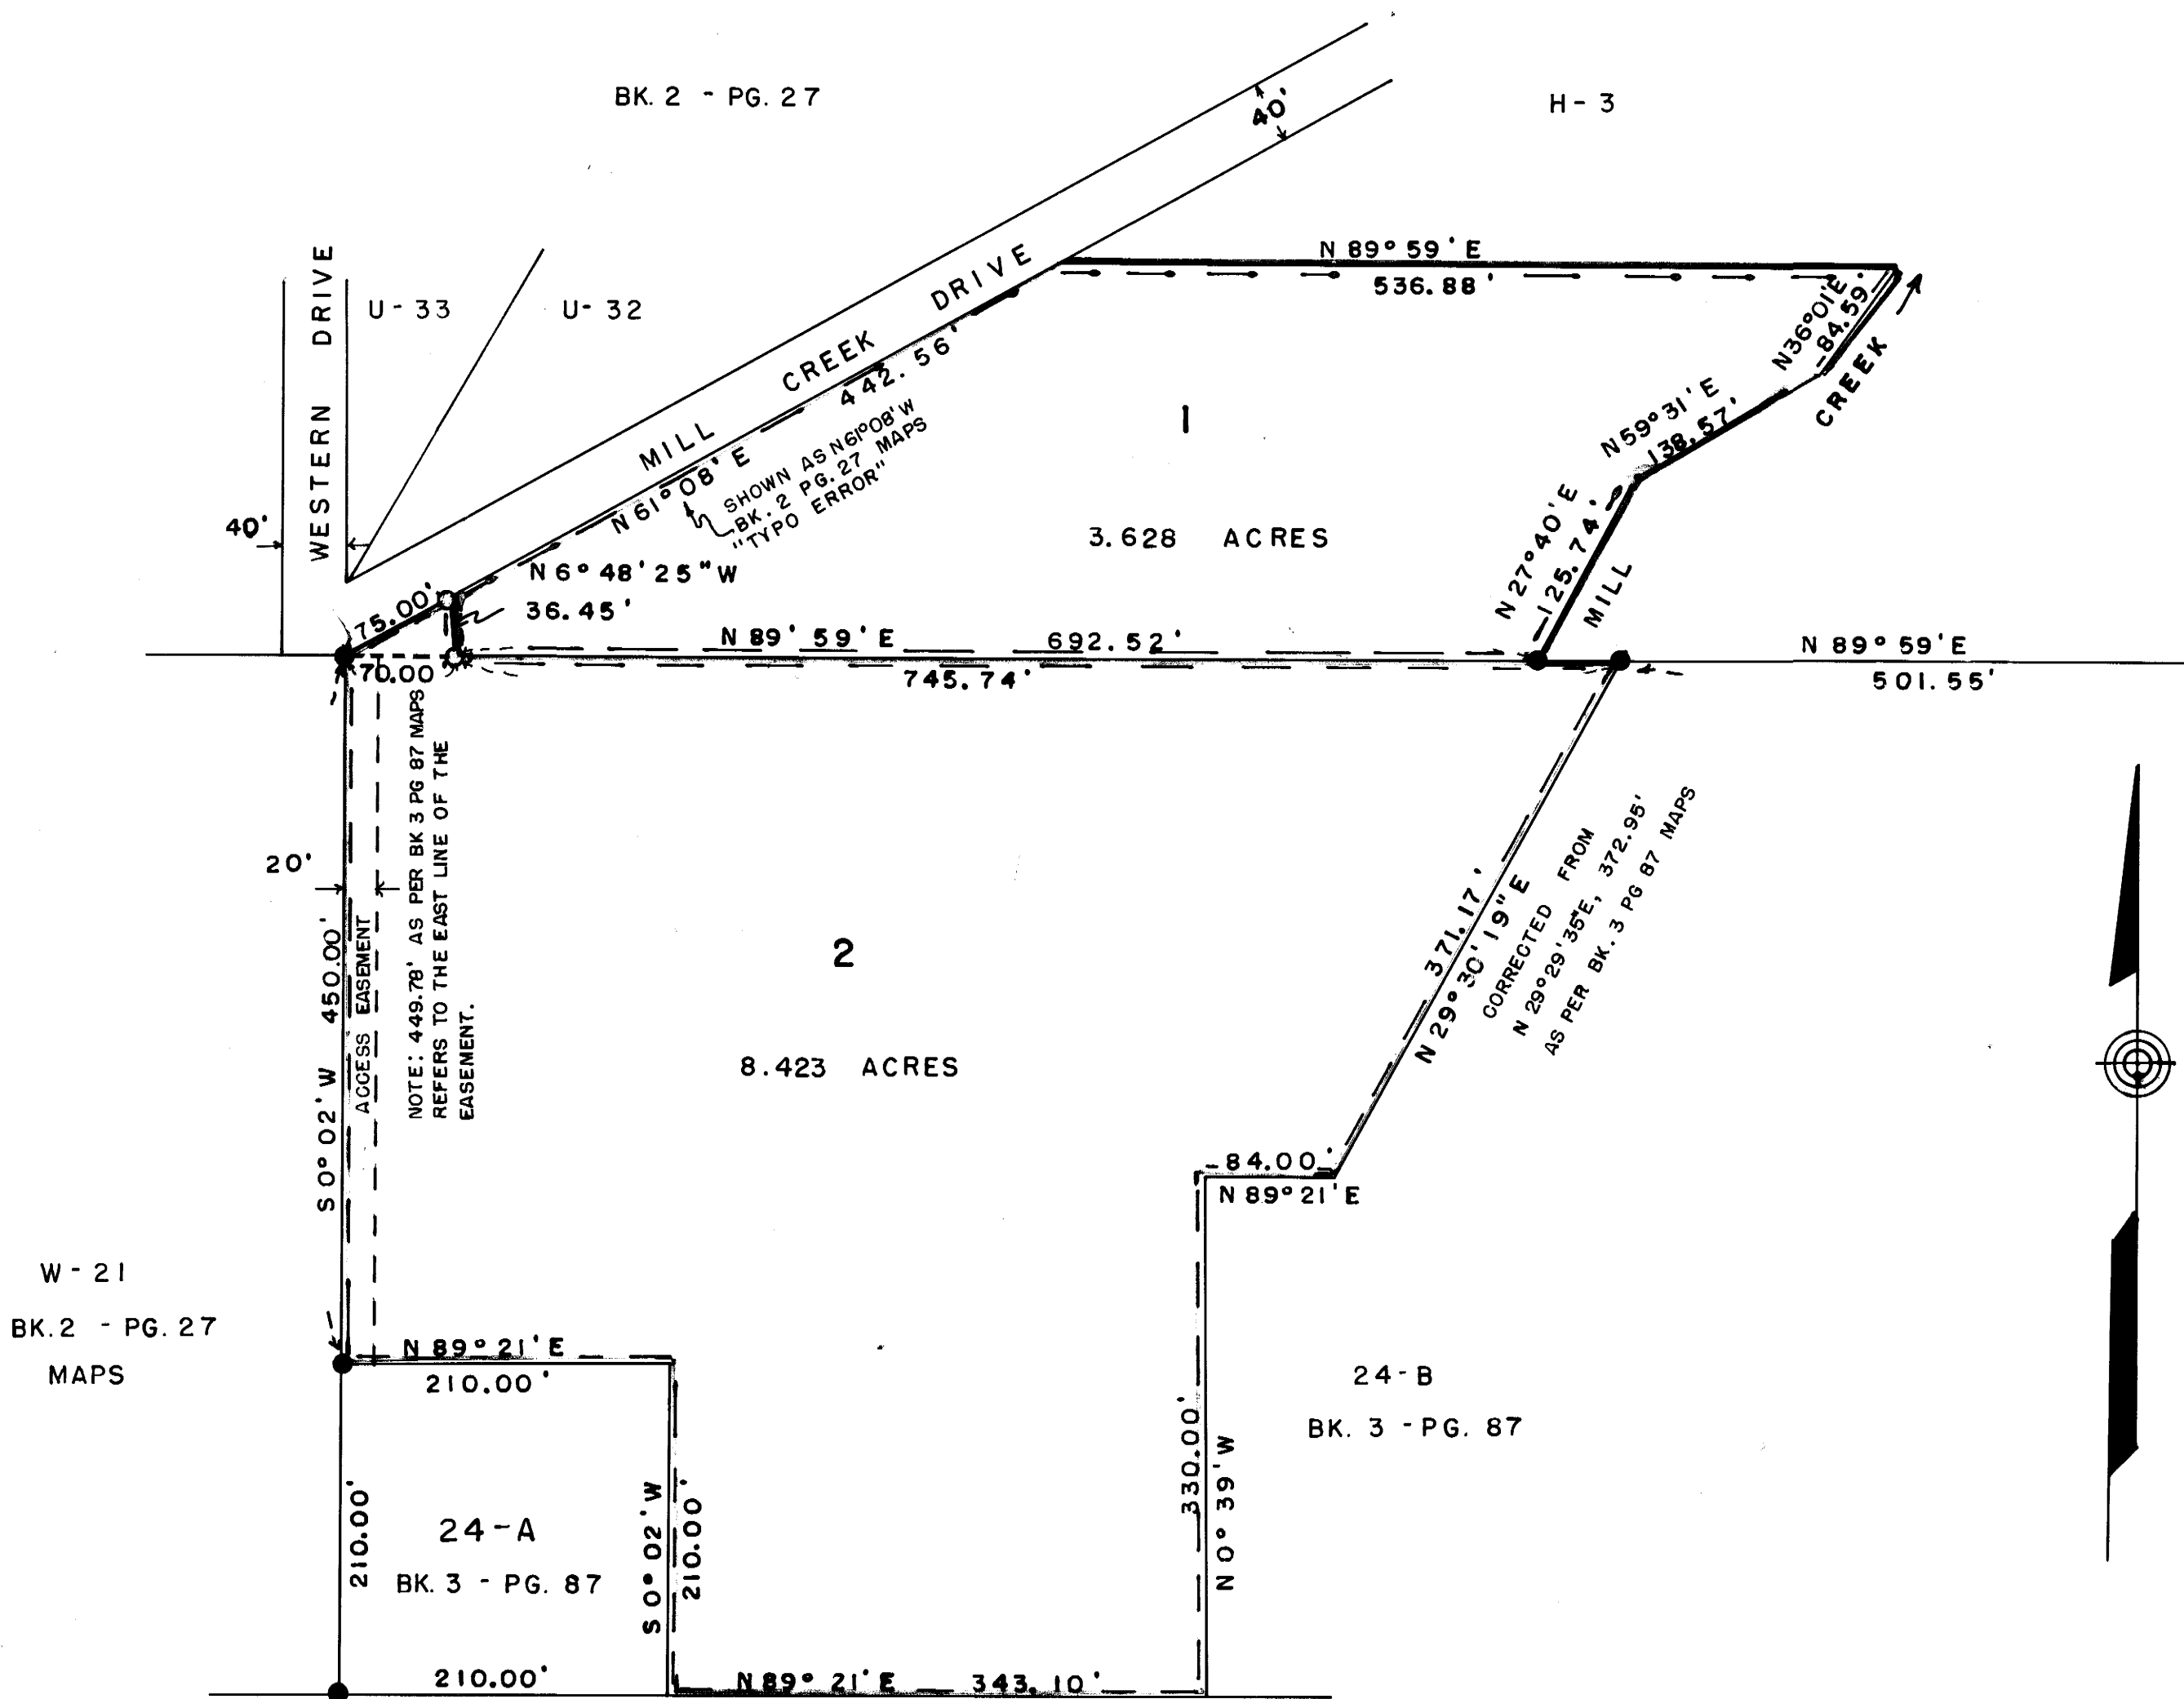 BK. 2 - PG. 27
H - 3
40'
WESTERN DRIVE
U - 33
U - 32
MILL CREEK DRIVE
N 89° 59' E
536.88'
N 36° 01' E
84.59'
CREEK
442.56'
N 61° 08' E
SHOWN AS N 61° 08' W
BK. 2 PG. 27 MAPS
"TYPO ERROR"
1
3.628 ACRES
N 59° 31' E
138.57'
N 27° 40' E
125.74'
MILL
40'
N 6° 48' 25" W
36.45'
75.00'
70.00
N 89' 59' E 692.52'
745.74'
N 89° 59' E
501.55'
20'
S 0° 02' W 450.00'
ACCESS EASEMENT
NOTE: 449.78' AS PER BK 3 PG 87 MAPS
REFERS TO THE EAST LINE OF THE
EASEMENT.
2
8.423 ACRES
371.17'
N 29° 30' 19" E
CORRECTED FROM
N 29° 29' 35" E, 372.95'
AS PER BK. 3 PG 87 MAPS
84.00'
N 89° 21' E
W - 21
BK. 2 - PG. 27
MAPS
N 89° 21' E
210.00'
24 - B
BK. 3 - PG. 87
210.00'
24 - A
BK. 3 - PG. 87
S 0° 02' W
210.00'
330.00'
N 0° 39' W
210.00'
N 89° 21' E 343.10'